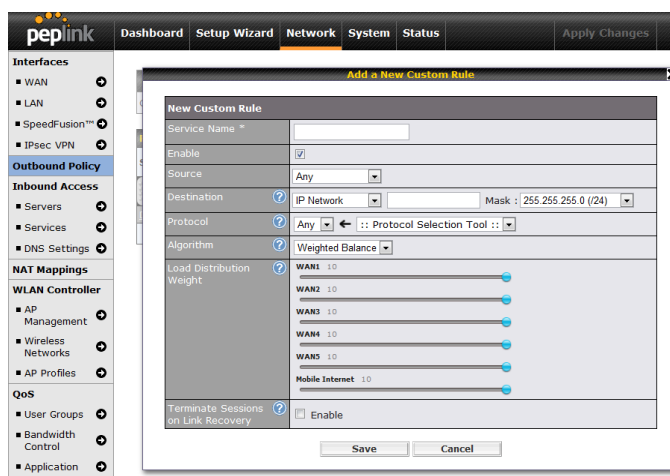 peplink
Dashboard Setup Wizard Network System Status Apply Changes
Interfaces
WAN
LAN
SpeedFusion™
IPsec VPN
Outbound Policy
Inbound Access
Servers
Services
DNS Settings
NAT Mappings
WLAN Controller
AP
Management
Wireless
Networks
AP Profiles
QoS
User Groups
Bandwidth
Control
Application
Add a New Custom Rule
New Custom Rule
Service Name *
Enable
Source Any
Destination ? IP Network Mask : 255.255.255.0 (/24)
Protocol ? Any :: Protocol Selection Tool ::
Algorithm ? Weighted Balance
Load Distribution ?
Weight
WAN1 10
WAN2 10
WAN3 10
WAN4 10
WAN5 10
Mobile Internet 10
Terminate Sessions ?
on Link Recovery
Enable
Save Cancel